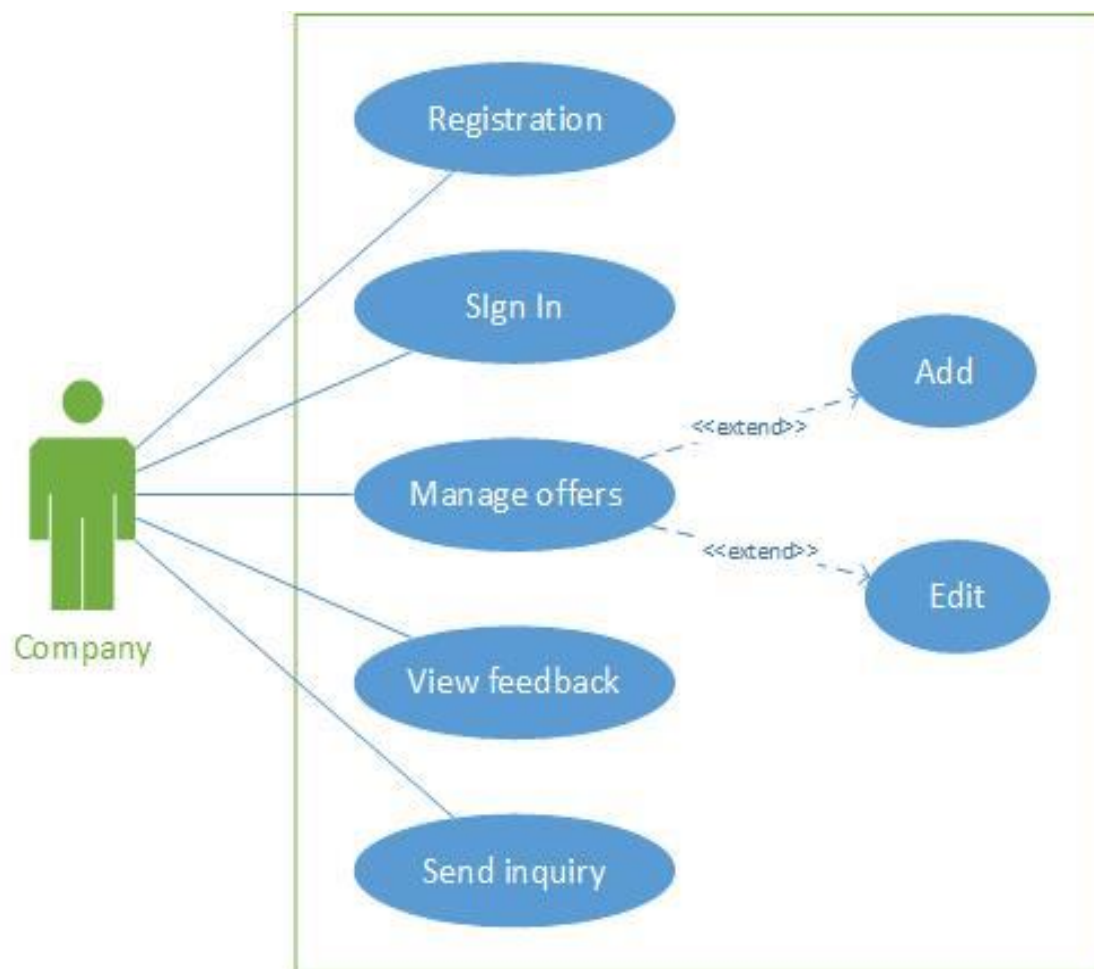 Registration
SIgn In
Add
<<extend>>
Manage offers
<<extend>>
Edit
Company
View feedback
Send inquiry